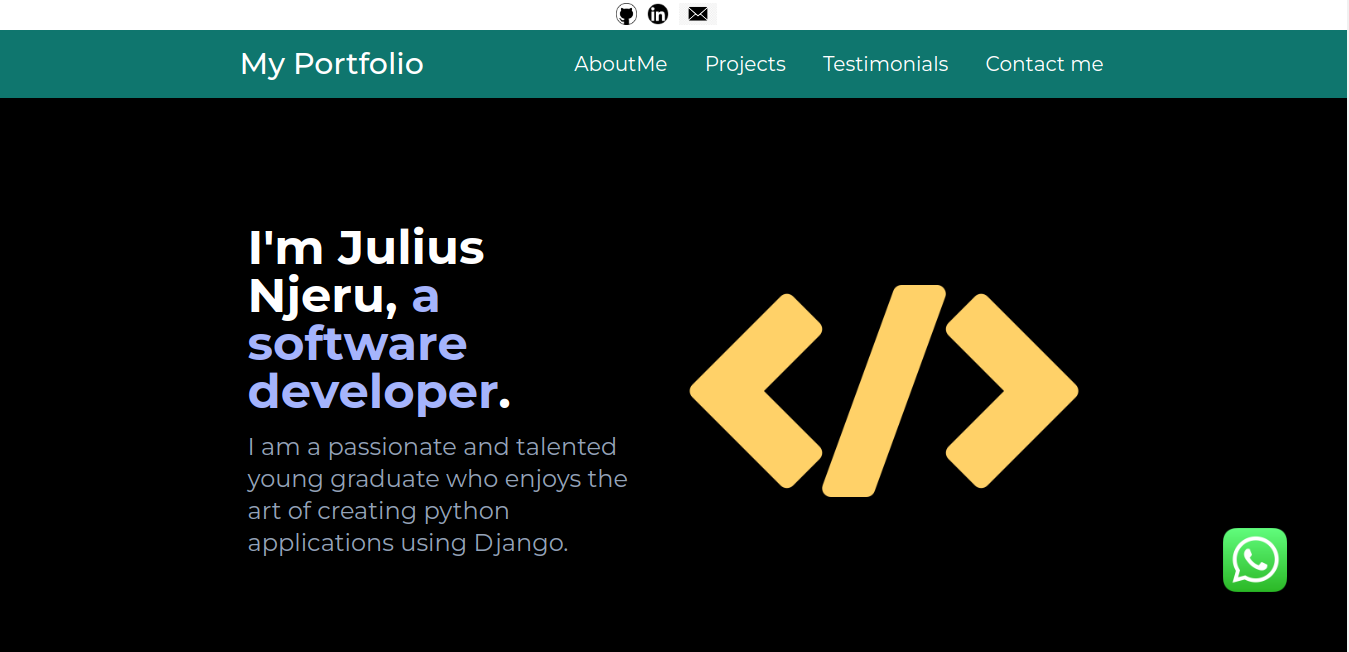 in
My Portfolio
AboutMe Projects Testimonials Contact me
I'm Julius
Njeru, a
software
developer.
I am a passionate and talented
young graduate who enjoys the
art of creating python
applications using Django.